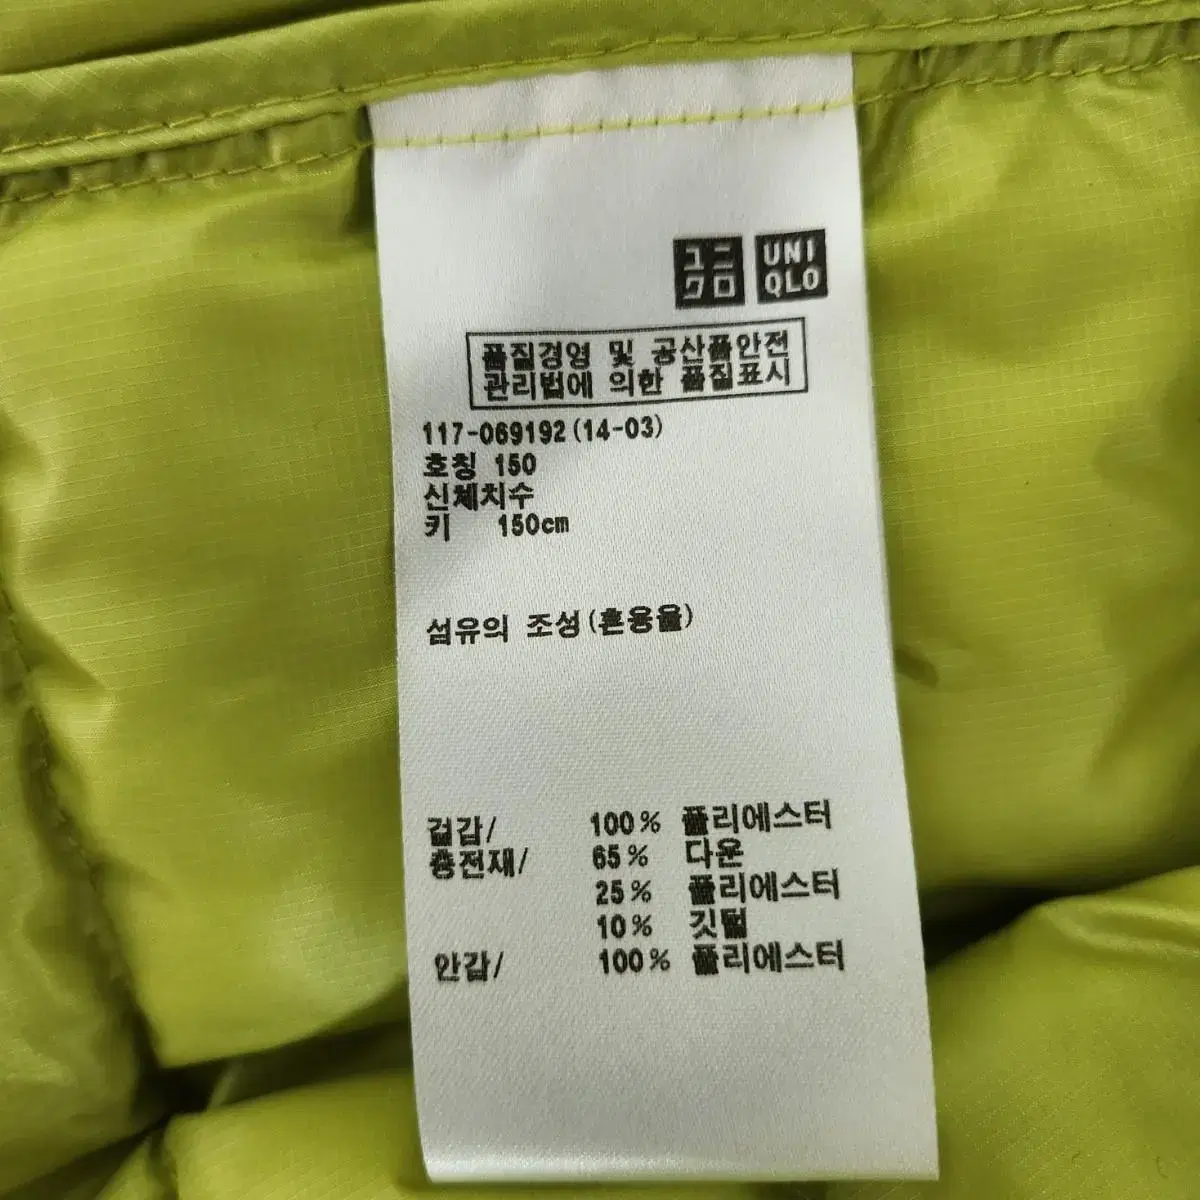 ユニ
クロ
UNI
QLO
품질경영 및 공산품안전
관리법에 의한 품질표시
117-069192(14-03)
호칭 150
신체치수
키 150cm
섬유의 조성(혼용율)
겉감/ 100% 폴리에스터
충전재/ 65% 다운
25% 폴리에스터
10% 깃털
안감/ 100% 폴리에스터